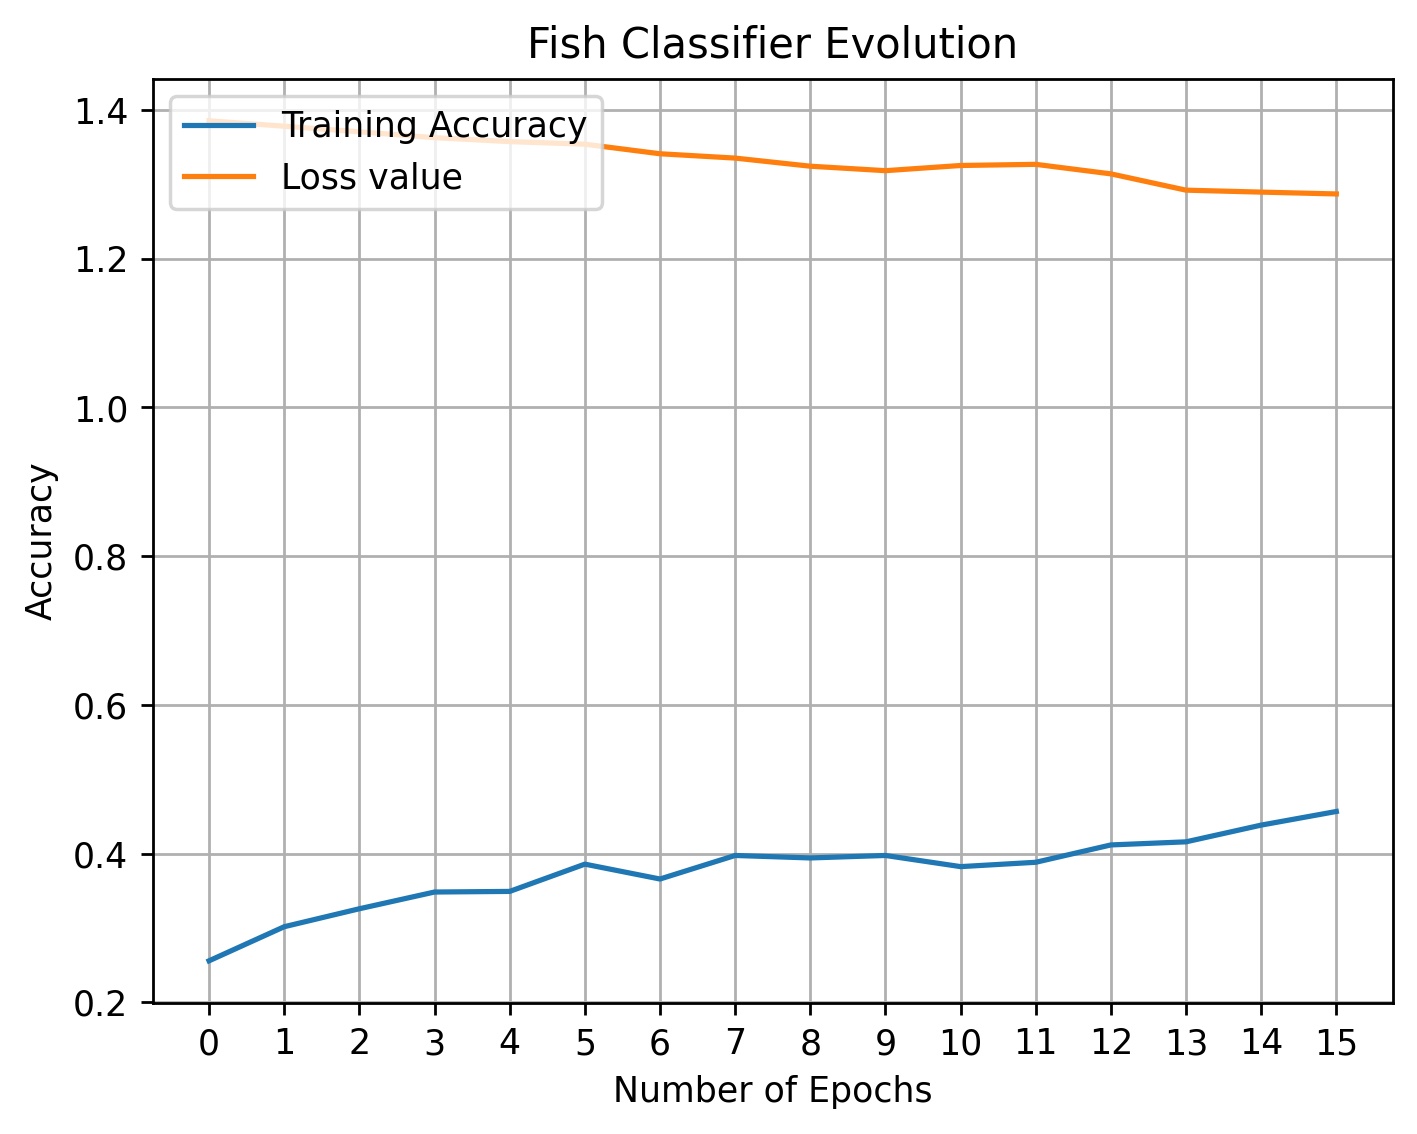 Fish Classifier Evolution
Training Accuracy
Loss value
1.4
1.2
1.0
0.8
0.6
0.4
0.2
Accuracy
0 1 2 3 4 5 6 7 8 9 10 11 12 13 14 15
Number of Epochs